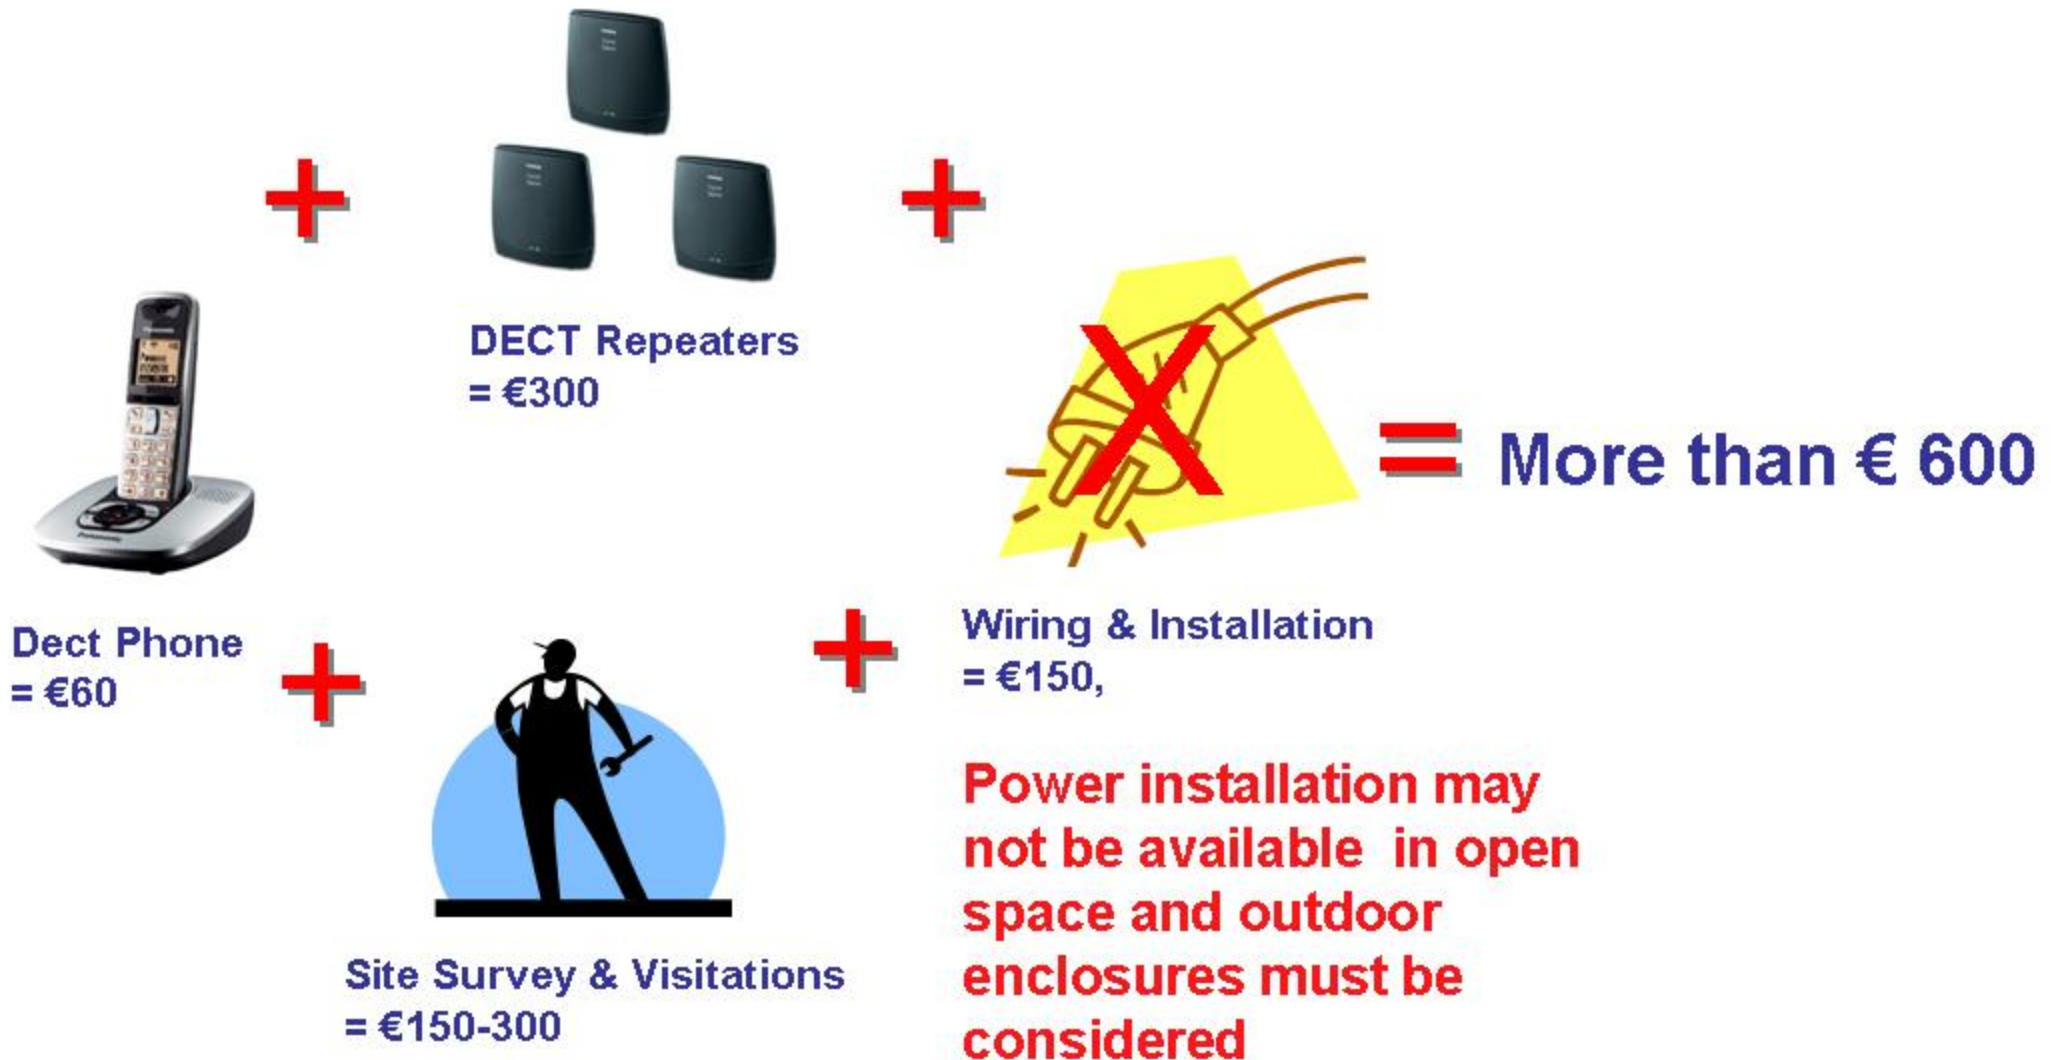 DECT Repeaters
= €300
More than € 600
Dect Phone
= €60
Wiring & Installation
= €150,
Power installation may
not be available in open
space and outdoor
enclosures must be
considered
Site Survey & Visitations
= €150-300
Panasonic